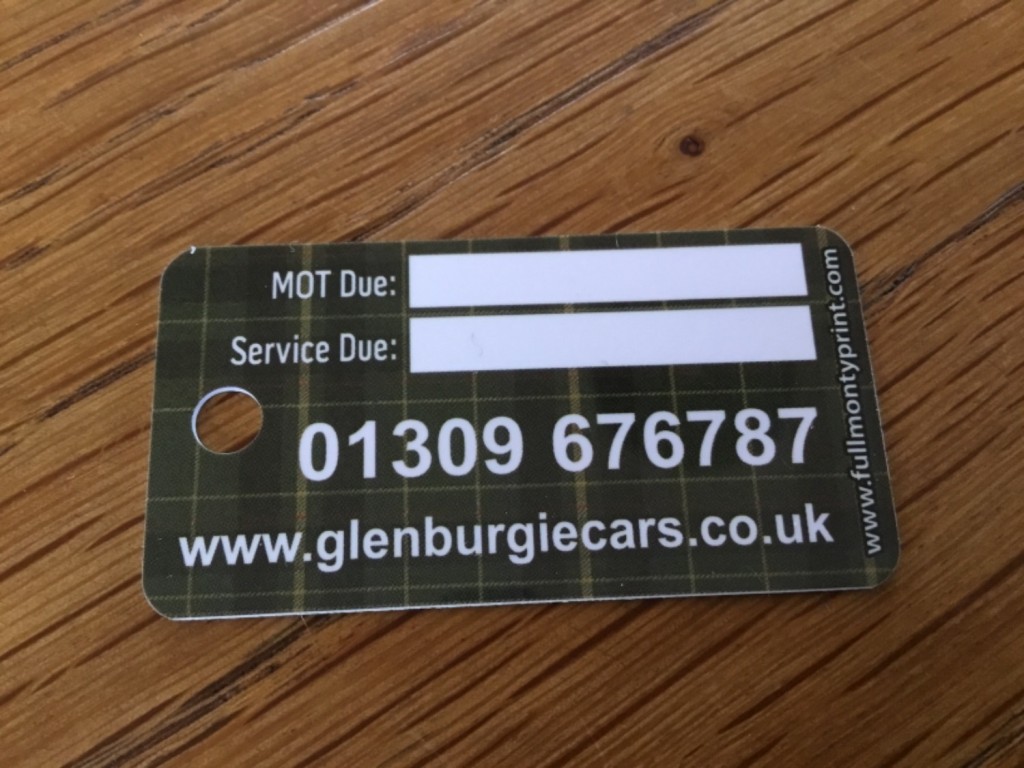 MOT Due:
Service Due:
01309 676787
www.glenburgiecars.co.uk
www.fullmontyprint.com